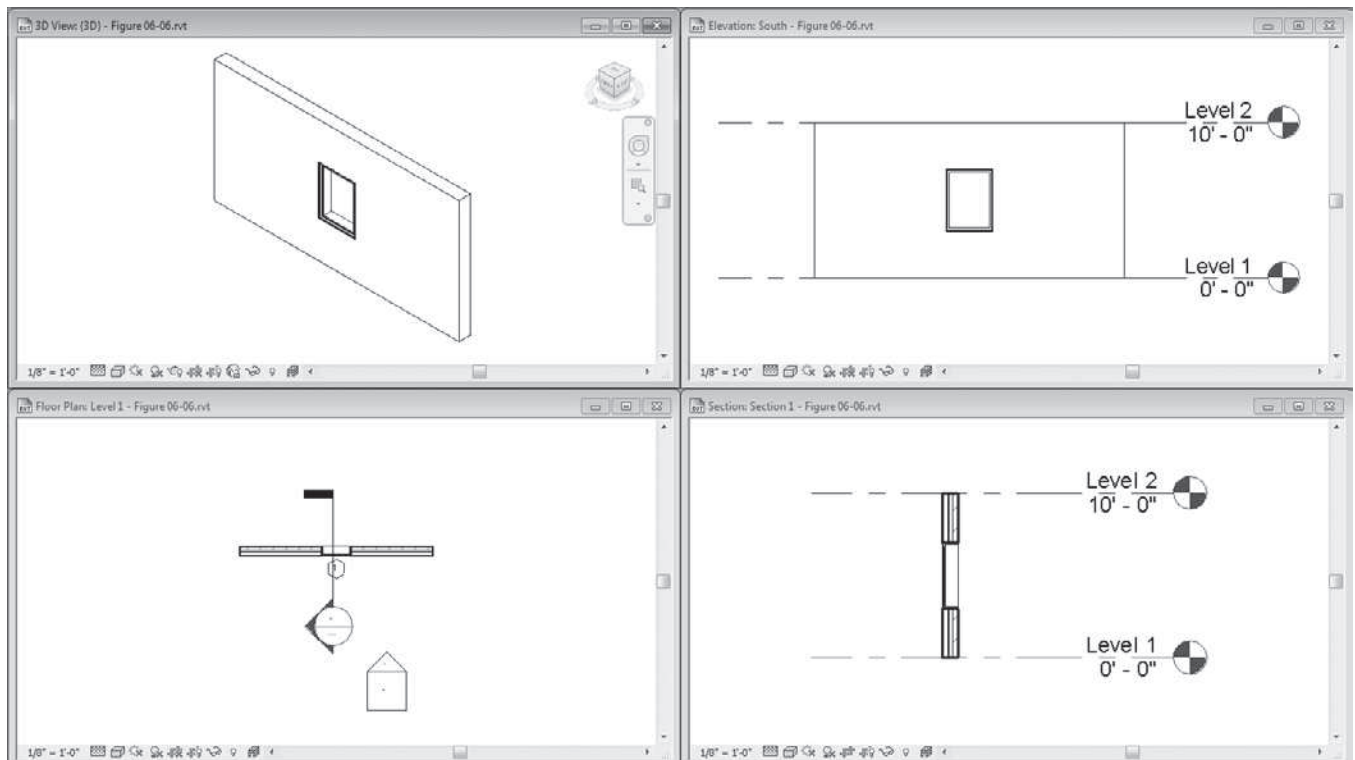 3D View: {3D} - Figure 06-06.rvt
Elevation: South - Figure 06-06.rvt
Level 2
10' - 0"
Level 1
0' - 0"
1/8" = 1'-0"
1/8" = 1'-0"
Floor Plan: Level 1 - Figure 06-06.rvt
Section: Section 1 - Figure 06-06.rvt
1
Level 2
10' - 0"
Level 1
0' - 0"
1/8" = 1'-0"
1/8" = 1'-0"